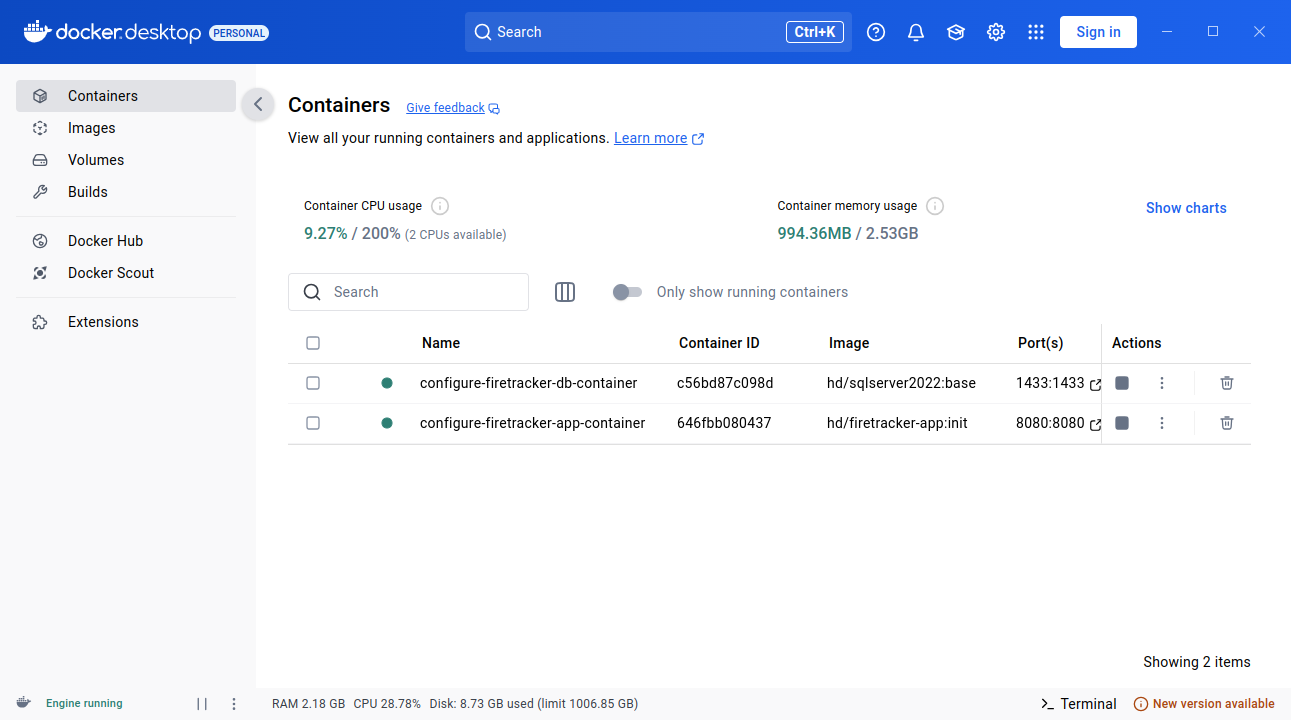 docker.desktop PERSONAL
Search Ctrl+K
Sign in
Containers
Images
Volumes
Builds
Docker Hub
Docker Scout
Extensions
Containers Give feedback
View all your running containers and applications. Learn more
Container CPU usage
9.27% / 200% (2 CPUs available)
Container memory usage
994.36MB / 2.53GB
Show charts
Search
Only show running containers
Name Container ID Image Port(s) Actions
configure-firetracker-db-container c56bd87c098d hd/sqlserver2022:base 1433:1433
configure-firetracker-app-container 646fbb080437 hd/firetracker-app:init 8080:8080
Showing 2 items
Engine running
RAM 2.18 GB CPU 28.78% Disk: 8.73 GB used (limit 1006.85 GB)
Terminal
New version available